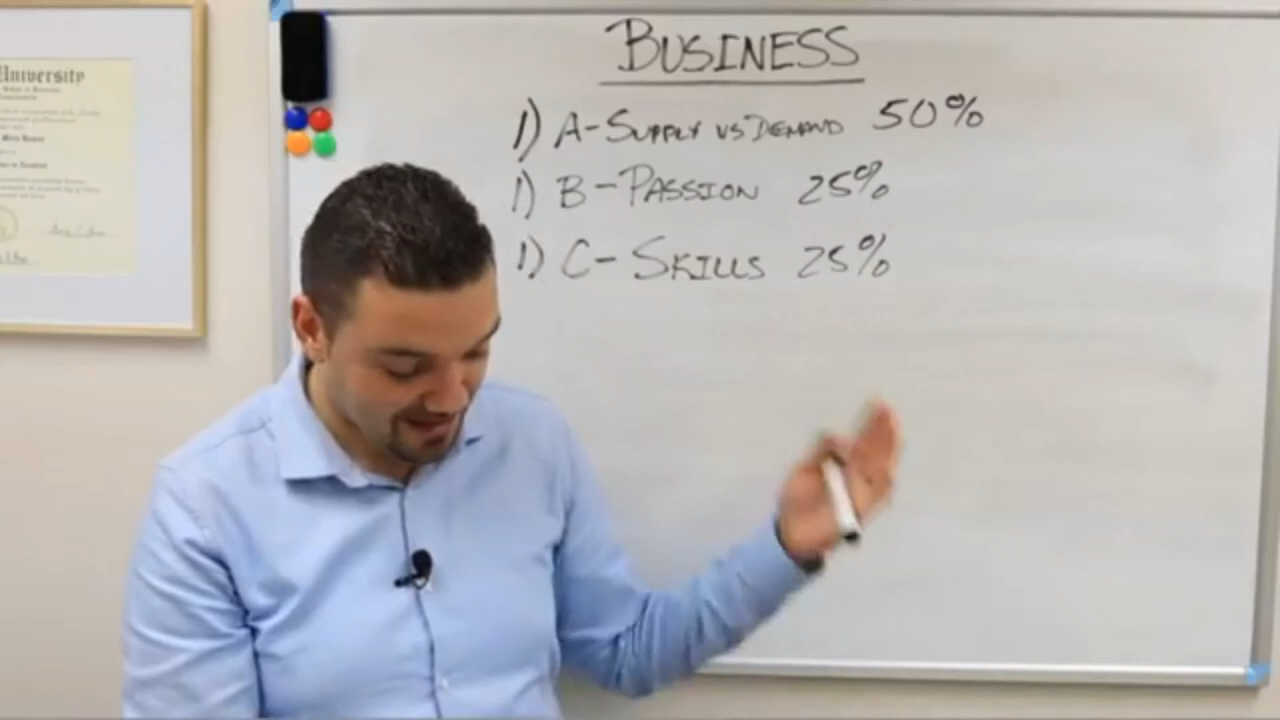 University
BUSINESS
1) A-SUPPLY VS DEMAND 50%
1) B-PASSION 25%
1) C-SKILLS 25%